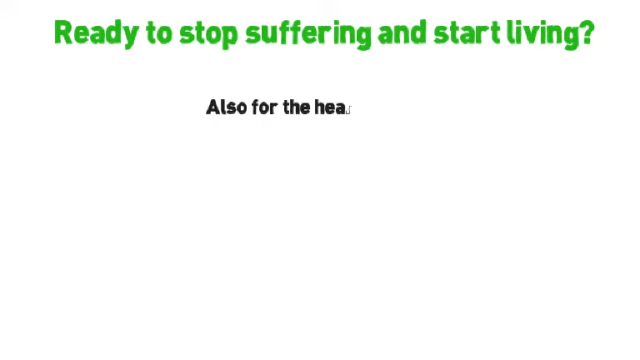 Ready to stop suffering and start living?
Also for the hea